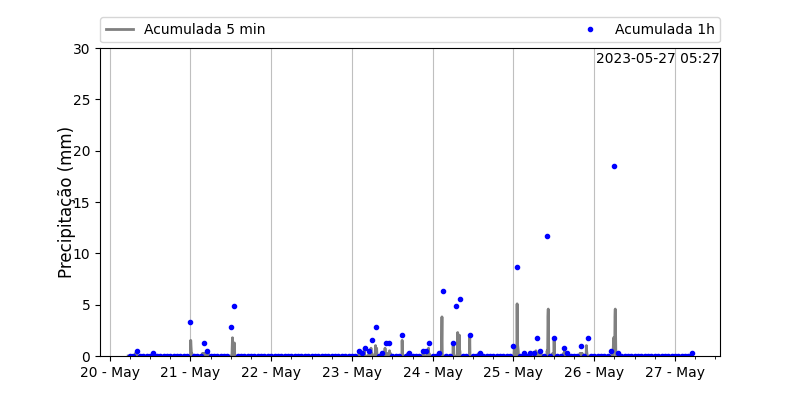 Acumulada 5 min
Acumulada 1h
2023-05-27 05:27
Precipitação (mm)
30
25
20
15
10
5
0
20 - May 21 - May 22 - May 23 - May 24 - May 25 - May 26 - May 27 - May